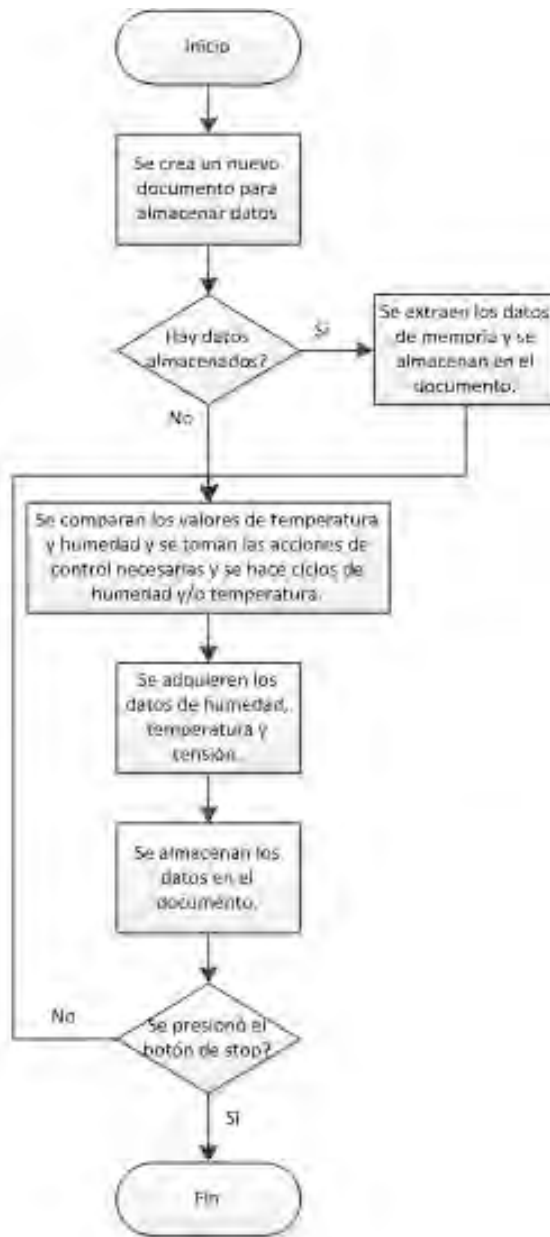 Inicio
Se crea un nuevo
documento para
almacenar datos
Hay datos
almacenados?
Si
Se extraen los datos
de memoria y se
almacenan en el
documento.
No
Se comparan los valores de temperatura
y humedad y se toman las acciones de
control necesarias y se hace ciclos de
humedad y/o temperatura.
Se adquieren los
datos de humedad,
temperatura y
tensión.
Se almacenan los
datos en el
documento.
Se presionó el
botón de stop?
No
Si
Fin